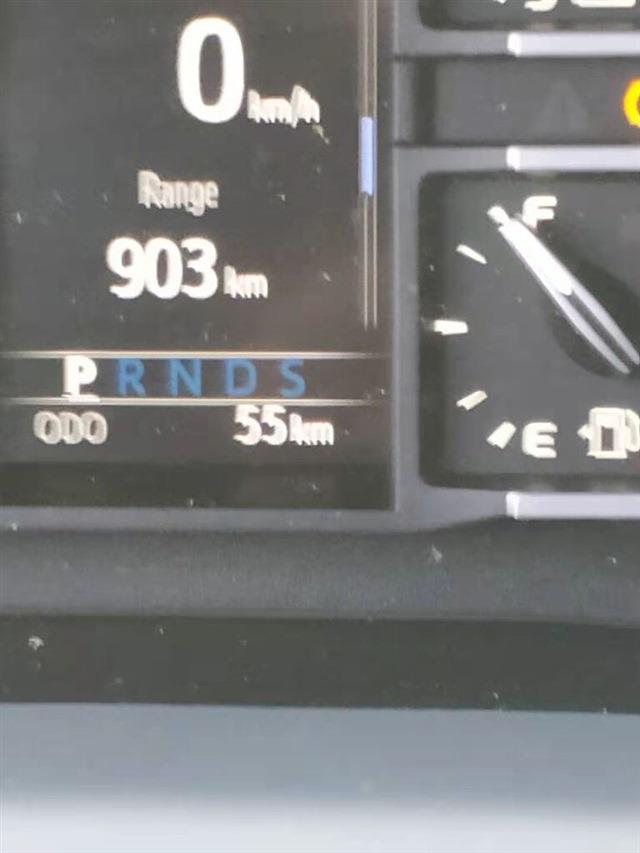 0 km/h
Range
903 km
P R N D S
ODO 55 km
F
E